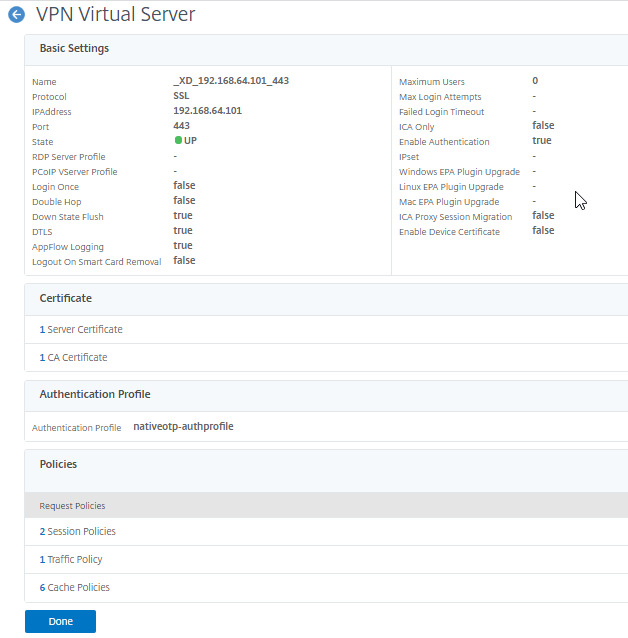 VPN Virtual Server
Basic Settings
Name _XD_192.168.64.101_443
Protocol SSL
IPAddress 192.168.64.101
Port 443
State UP
RDP Server Profile -
PCoIP VServer Profile -
Login Once false
Double Hop false
Down State Flush true
DTLS true
AppFlow Logging true
Logout On Smart Card Removal false
Maximum Users 0
Max Login Attempts -
Failed Login Timeout -
ICA Only false
Enable Authentication true
IPset -
Windows EPA Plugin Upgrade -
Linux EPA Plugin Upgrade -
Mac EPA Plugin Upgrade -
ICA Proxy Session Migration false
Enable Device Certificate false
Certificate
1 Server Certificate
1 CA Certificate
Authentication Profile
Authentication Profile nativeotp-authprofile
Policies
Request Policies
2 Session Policies
1 Traffic Policy
6 Cache Policies
Done